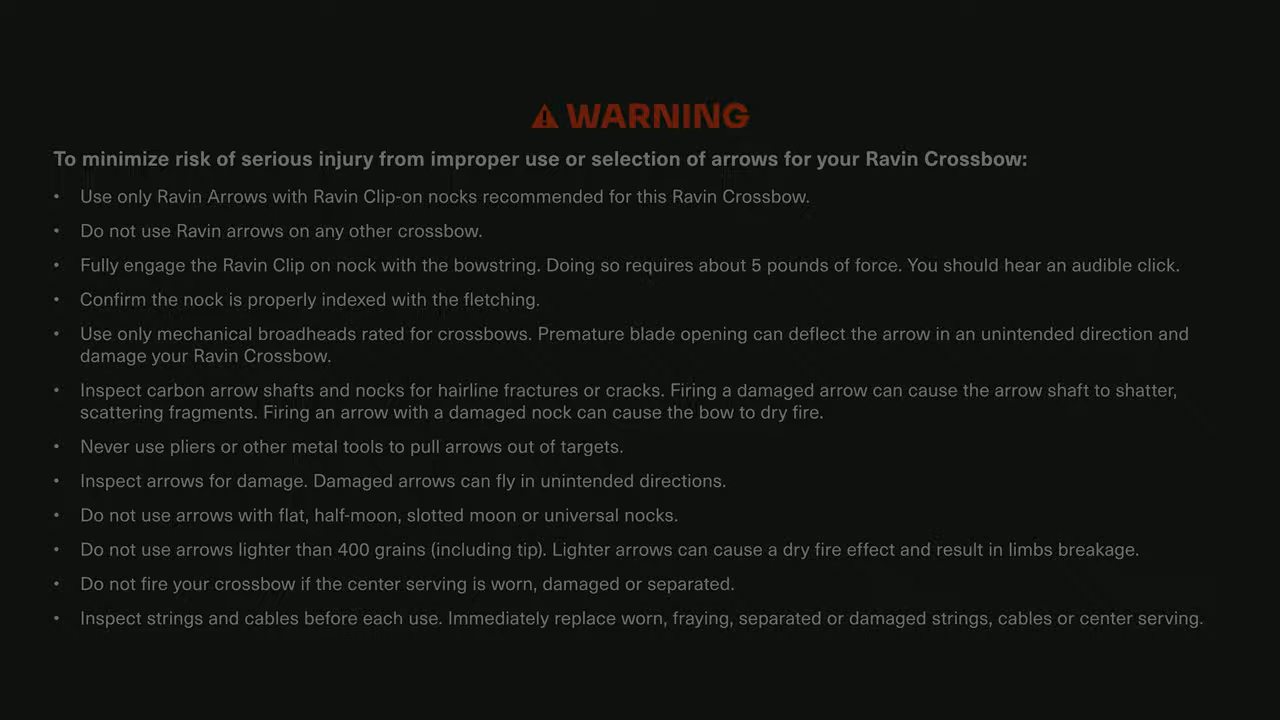 WARNING
To minimize risk of serious injury from improper use or selection of arrows for your Ravin Crossbow:
• Use only Ravin Arrows with Ravin Clip-on nocks recommended for this Ravin Crossbow.
• Do not use Ravin arrows on any other crossbow.
• Fully engage the Ravin Clip on nock with the bowstring. Doing so requires about 5 pounds of force. You should hear an audible click.
• Confirm the nock is properly indexed with the fletching.
• Use only mechanical broadheads rated for crossbows. Premature blade opening can deflect the arrow in an unintended direction and
damage your Ravin Crossbow.
• Inspect carbon arrow shafts and nocks for hairline fractures or cracks. Firing a damaged arrow can cause the arrow shaft to shatter,
scattering fragments. Firing an arrow with a damaged nock can cause the bow to dry fire.
• Never use pliers or other metal tools to pull arrows out of targets.
• Inspect arrows for damage. Damaged arrows can fly in unintended directions.
• Do not use arrows with flat, half-moon, slotted moon or universal nocks.
• Do not use arrows lighter than 400 grains (including tip). Lighter arrows can cause a dry fire effect and result in limbs breakage.
• Do not fire your crossbow if the center serving is worn, damaged or separated.
• Inspect strings and cables before each use. Immediately replace worn, fraying, separated or damaged strings, cables or center serving.